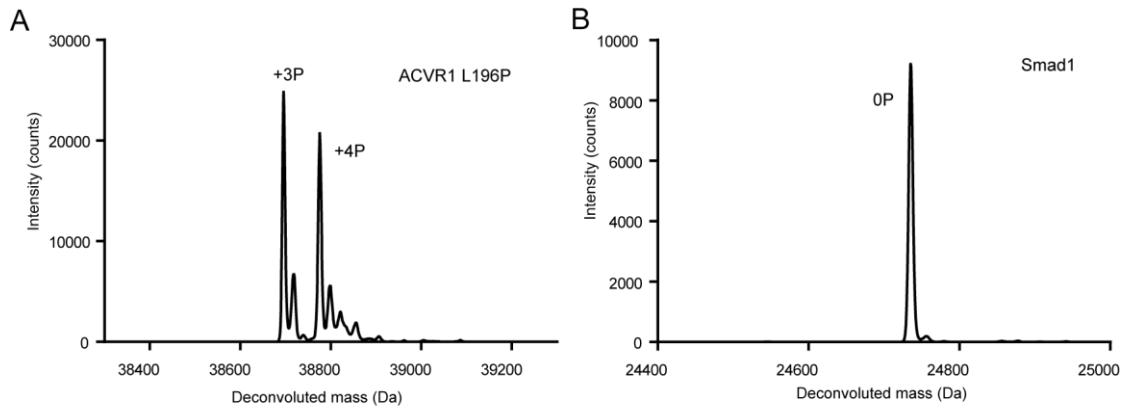 A
30000
+3P
ACVR1 L196P
20000
+4P
10000
0
Intensity (counts)
38400
38600
38800
39000
39200
Deconvoluted mass (Da)
B
10000
Smad1
0P
8000
6000
4000
2000
0
Intensity (counts)
24400
24600
24800
25000
Deconvoluted mass (Da)